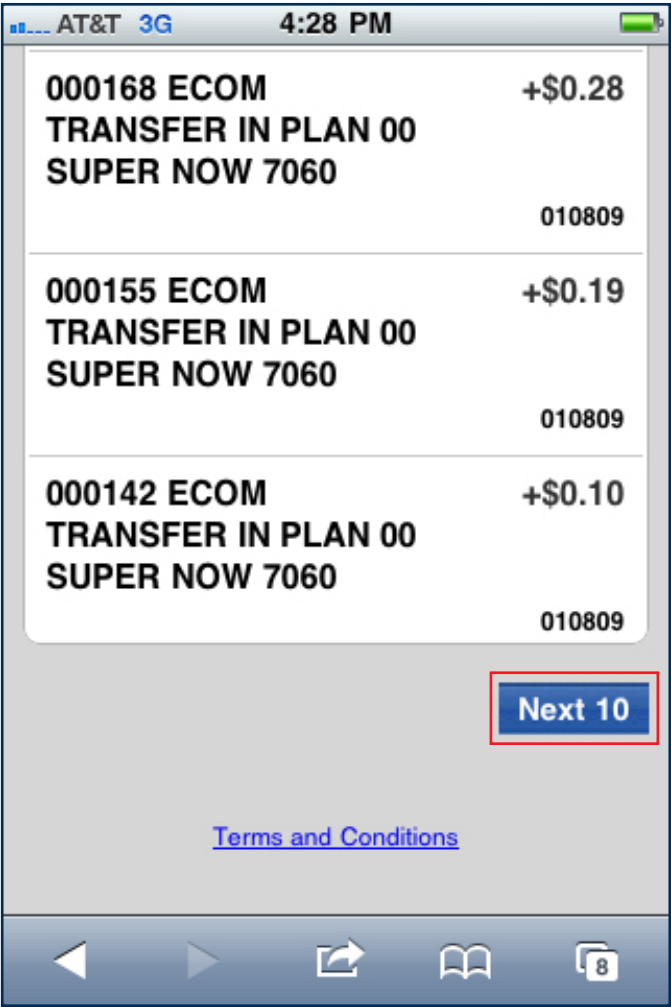 AT&T 3G 4:28 PM
000168 ECOM +$0.28
TRANSFER IN PLAN 00
SUPER NOW 7060
010809
000155 ECOM +$0.19
TRANSFER IN PLAN 00
SUPER NOW 7060
010809
000142 ECOM +$0.10
TRANSFER IN PLAN 00
SUPER NOW 7060
010809
Next 10
Terms and Conditions
8